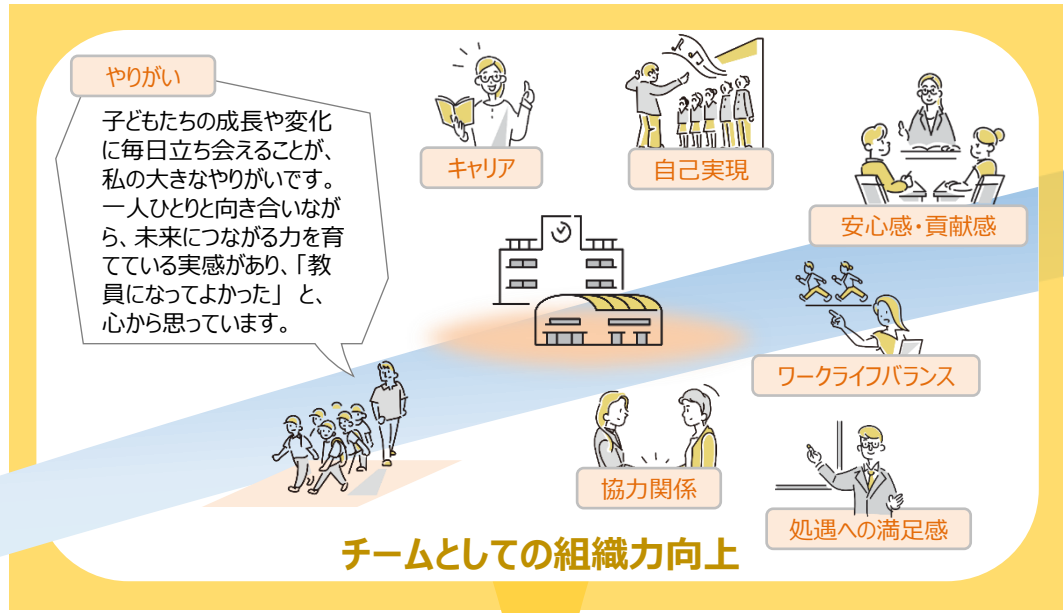 やりがい
子どもたちの成長や変化
に毎日立ち会えることが、
私の大きなやりがいです。
一人ひとりと向き合いなが
ら、未来につながる力を育
てている実感があり、「教
員になってよかった」 と、
心から思っています。
キャリア
自己実現
安心感・貢献感
ワークライフバランス
協力関係
処遇への満足感
チームとしての組織力向上